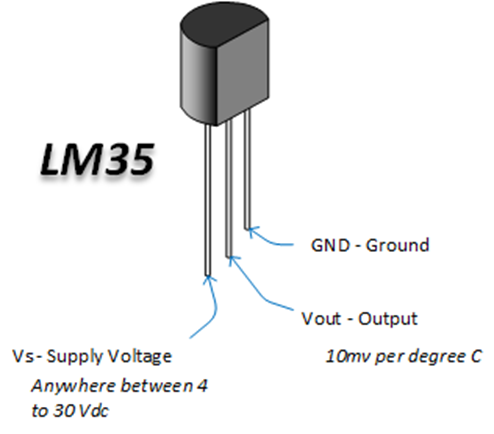 LM35
GND - Ground
Vout - Output
10mv per degree C
Vs - Supply Voltage
Anywhere between 4
to 30 Vdc